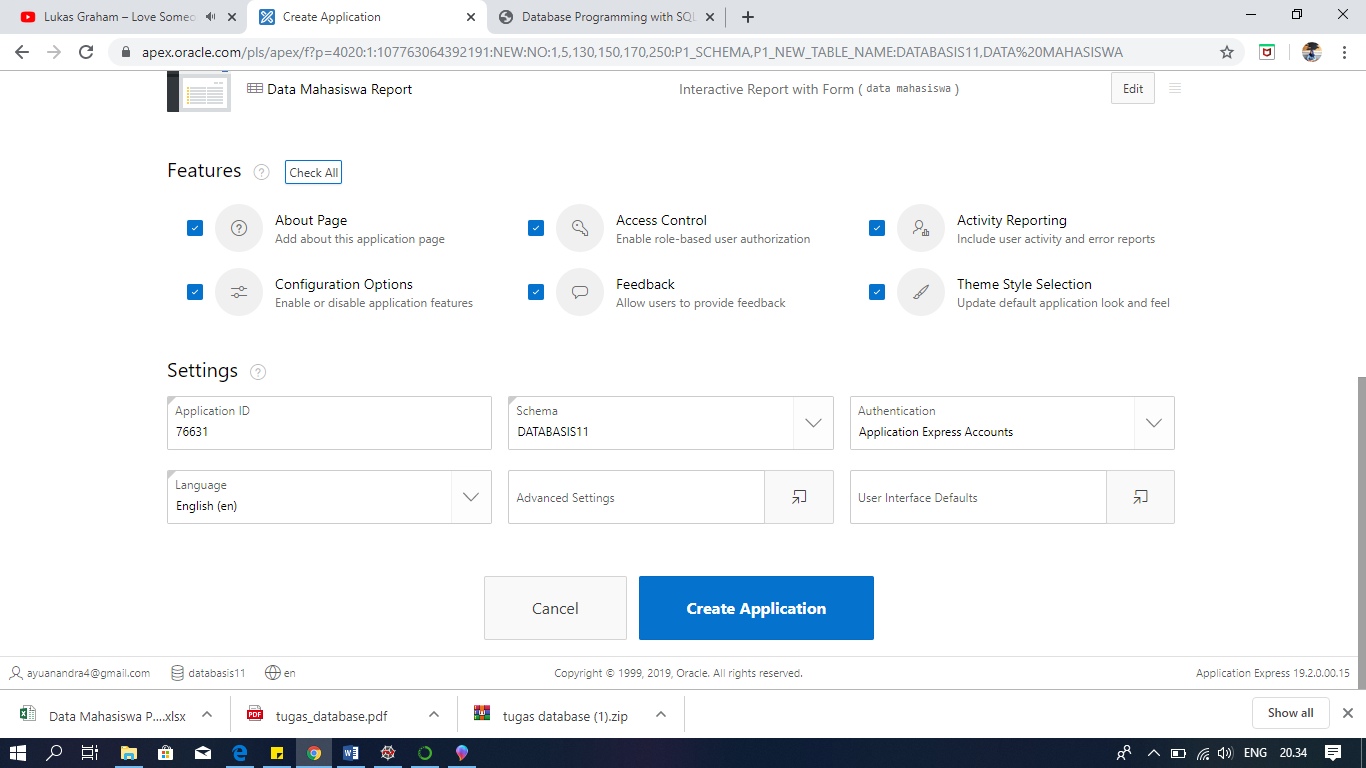 Lukas Graham – Love Someo
Create Application
Database Programming with SQL
apex.oracle.com/pls/apex/f?p=4020:1:107763064392191:NEW:NO:1,5,130,150,170,250:P1_SCHEMA,P1_NEW_TABLE_NAME:DATABASIS11,DATA%20MAHASISWA
Data Mahasiswa Report
Interactive Report with Form ( data mahasiswa )
Edit
Features ?
Check All
About Page
Add about this application page
Access Control
Enable role-based user authorization
Activity Reporting
Include user activity and error reports
Configuration Options
Enable or disable application features
Feedback
Allow users to provide feedback
Theme Style Selection
Update default application look and feel
Settings ?
Application ID
76631
Schema
DATABASIS11
Authentication
Application Express Accounts
Language
English (en)
Advanced Settings
User Interface Defaults
Cancel
Create Application
ayuanandra4@gmail.com
databasis11
en
Copyright © 1999, 2019, Oracle. All rights reserved.
Application Express 19.2.0.00.15
Data Mahasiswa P....xlsx
tugas_database.pdf
tugas database (1).zip
Show all
ENG
20.34